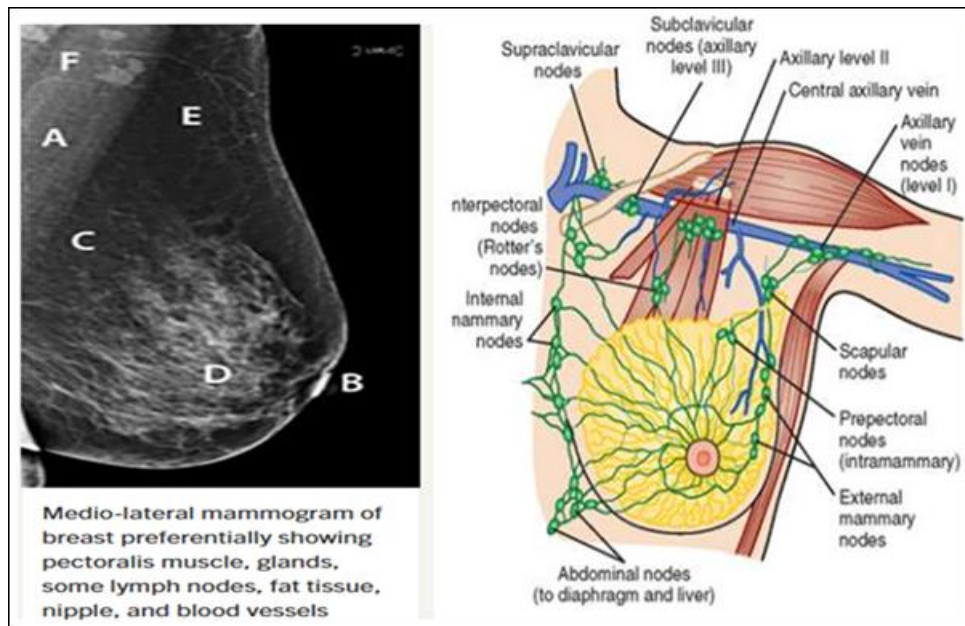 F
E
A
C
D
B
Medio-lateral mammogram of
breast preferentially showing
pectoralis muscle, glands,
some lymph nodes, fat tissue,
nipple, and blood vessels
Supraclavicular
nodes
Subclavicular
nodes (axillary
level III)
Axillary level II
Central axillary vein
Axillary
vein
nodes
(level I)
nterpectoral
nodes
(Rotter's
nodes)
Internal
nammary
nodes
Scapular
nodes
Prepectoral
nodes
(intramammary)
External
mammary
nodes
Abdominal nodes
(to diaphragm and liver)